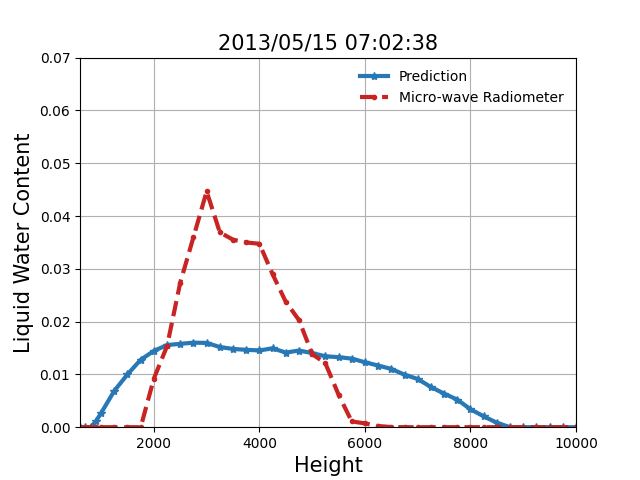 2013/05/15 07:02:38
Prediction
Micro-wave Radiometer
Liquid Water Content
0.07
0.06
0.05
0.04
0.03
0.02
0.01
0.00
2000 4000 6000 8000 10000
Height